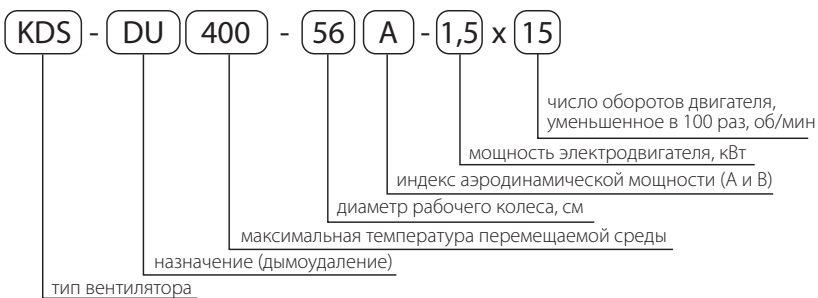 KDS - DU 400 - 56 A - 1,5 x 15
число оборотов двигателя,
уменьшенное в 100 раз, об/мин
мощность электродвигателя, кВт
индекс аэродинамической мощности (А и В)
диаметр рабочего колеса, см
максимальная температура перемещаемой среды
назначение (дымоудаление)
тип вентилятора